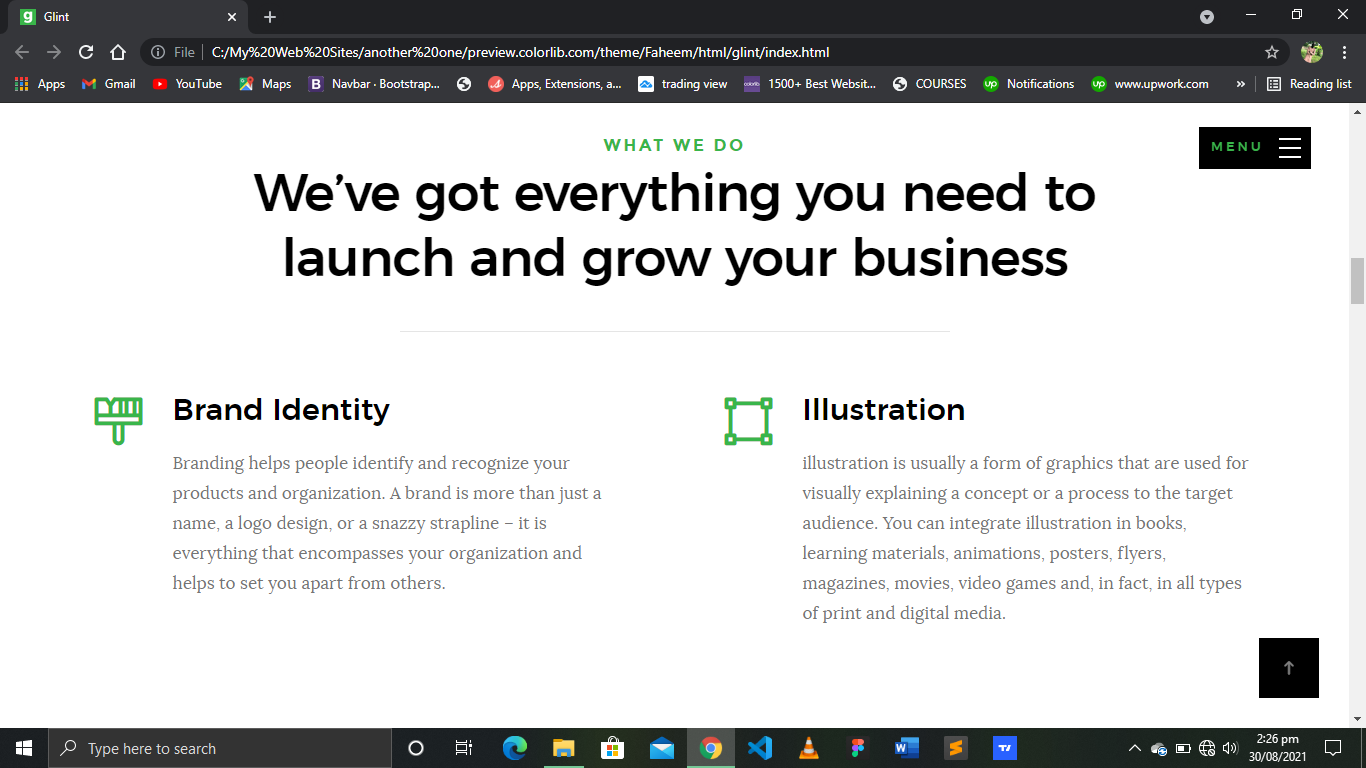 Glint
File
C:/My%20Web%20Sites/another%20one/preview.colorlib.com/theme/Faheem/html/glint/index.html
Apps
Gmail
YouTube
Maps
B
Navbar · Bootstrap...
Apps, Extensions, a...
trading view
colorlib
1500+ Best Websit...
COURSES
up
Notifications
up
www.upwork.com
»
Reading list
MENU
WHAT WE DO
We’ve got everything you need to
launch and grow your business
Brand Identity
Branding helps people identify and recognize your
products and organization. A brand is more than just a
name, a logo design, or a snazzy strapline – it is
everything that encompasses your organization and
helps to set you apart from others.
Illustration
illustration is usually a form of graphics that are used for
visually explaining a concept or a process to the target
audience. You can integrate illustration in books,
learning materials, animations, posters, flyers,
magazines, movies, video games and, in fact, in all types
of print and digital media.
Type here to search
2:26 pm
30/08/2021